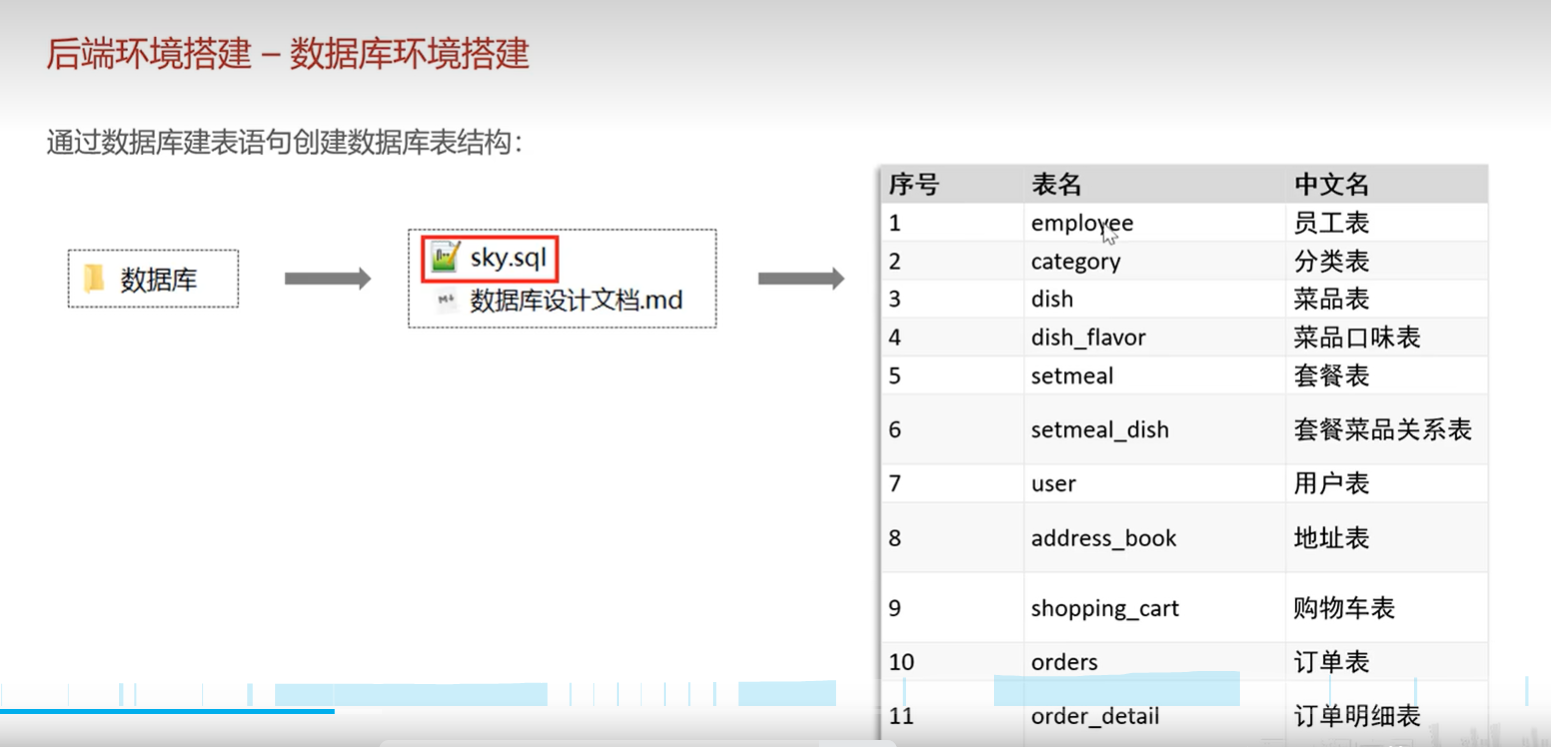 后端环境搭建 – 数据库环境搭建
通过数据库建表语句创建数据库表结构：
数据库
sky.sql
数据库设计文档.md
序号 表名 中文名
1 employee 员工表
2 category 分类表
3 dish 菜品表
4 dish_flavor 菜品口味表
5 setmeal 套餐表
6 setmeal_dish 套餐菜品关系表
7 user 用户表
8 address_book 地址表
9 shopping_cart 购物车表
10 orders 订单表
11 order_detail 订单明细表